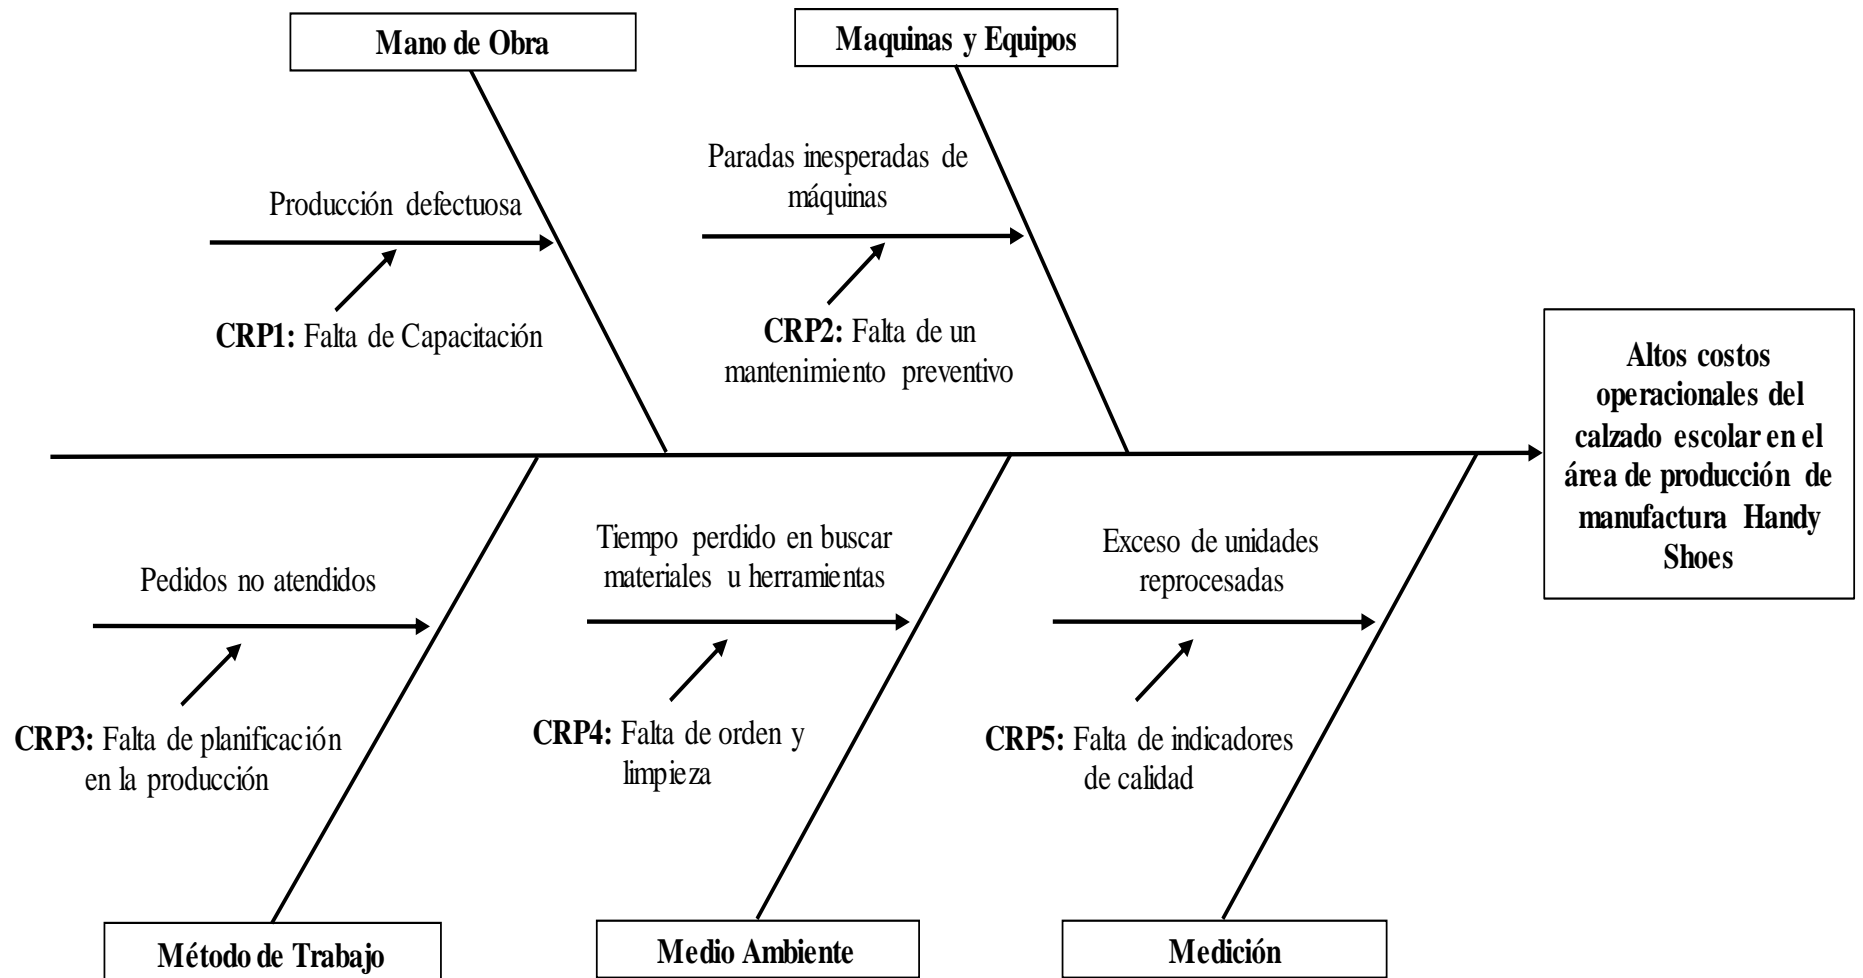 Mano de Obra
Maquinas y Equipos
Paradas inesperadas de
máquinas
Producción defectuosa
CRP1: Falta de Capacitación
CRP2: Falta de un
mantenimiento preventivo
Altos costos
operacionales del
calzado escolar en el
área de producción de
manufactura Handy
Shoes
Pedidos no atendidos
Tiempo perdido en buscar
materiales u herramientas
Exceso de unidades
reprocesadas
CRP3: Falta de planificación
en la producción
CRP4: Falta de orden y
limpieza
CRP5: Falta de indicadores
de calidad
Método de Trabajo
Medio Ambiente
Medición